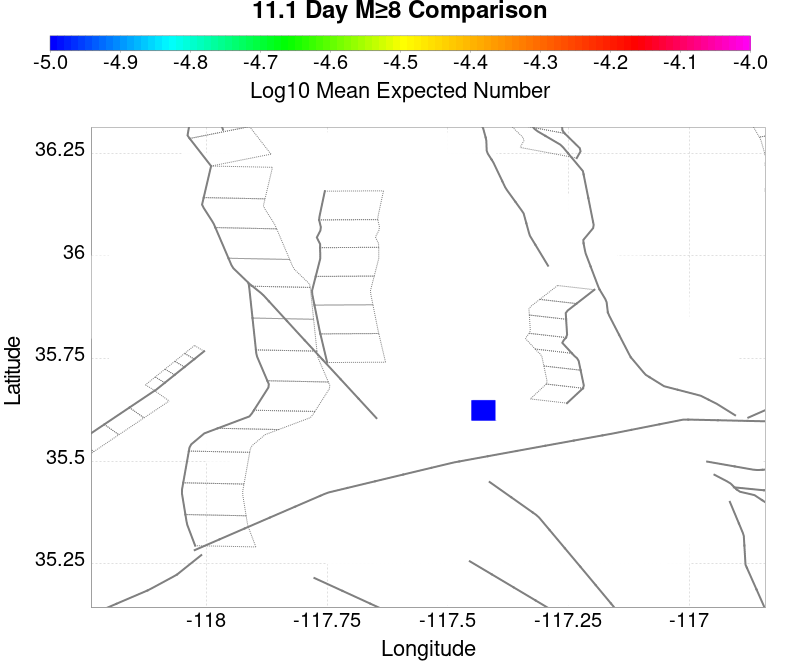 11.1 Day M≥8 Comparison
-5.0 -4.9 -4.8 -4.7 -4.6 -4.5 -4.4 -4.3 -4.2 -4.1 -4.0
Log10 Mean Expected Number
36.25
36
35.75
35.5
35.25
Latitude
-118 -117.75 -117.5 -117.25 -117
Longitude